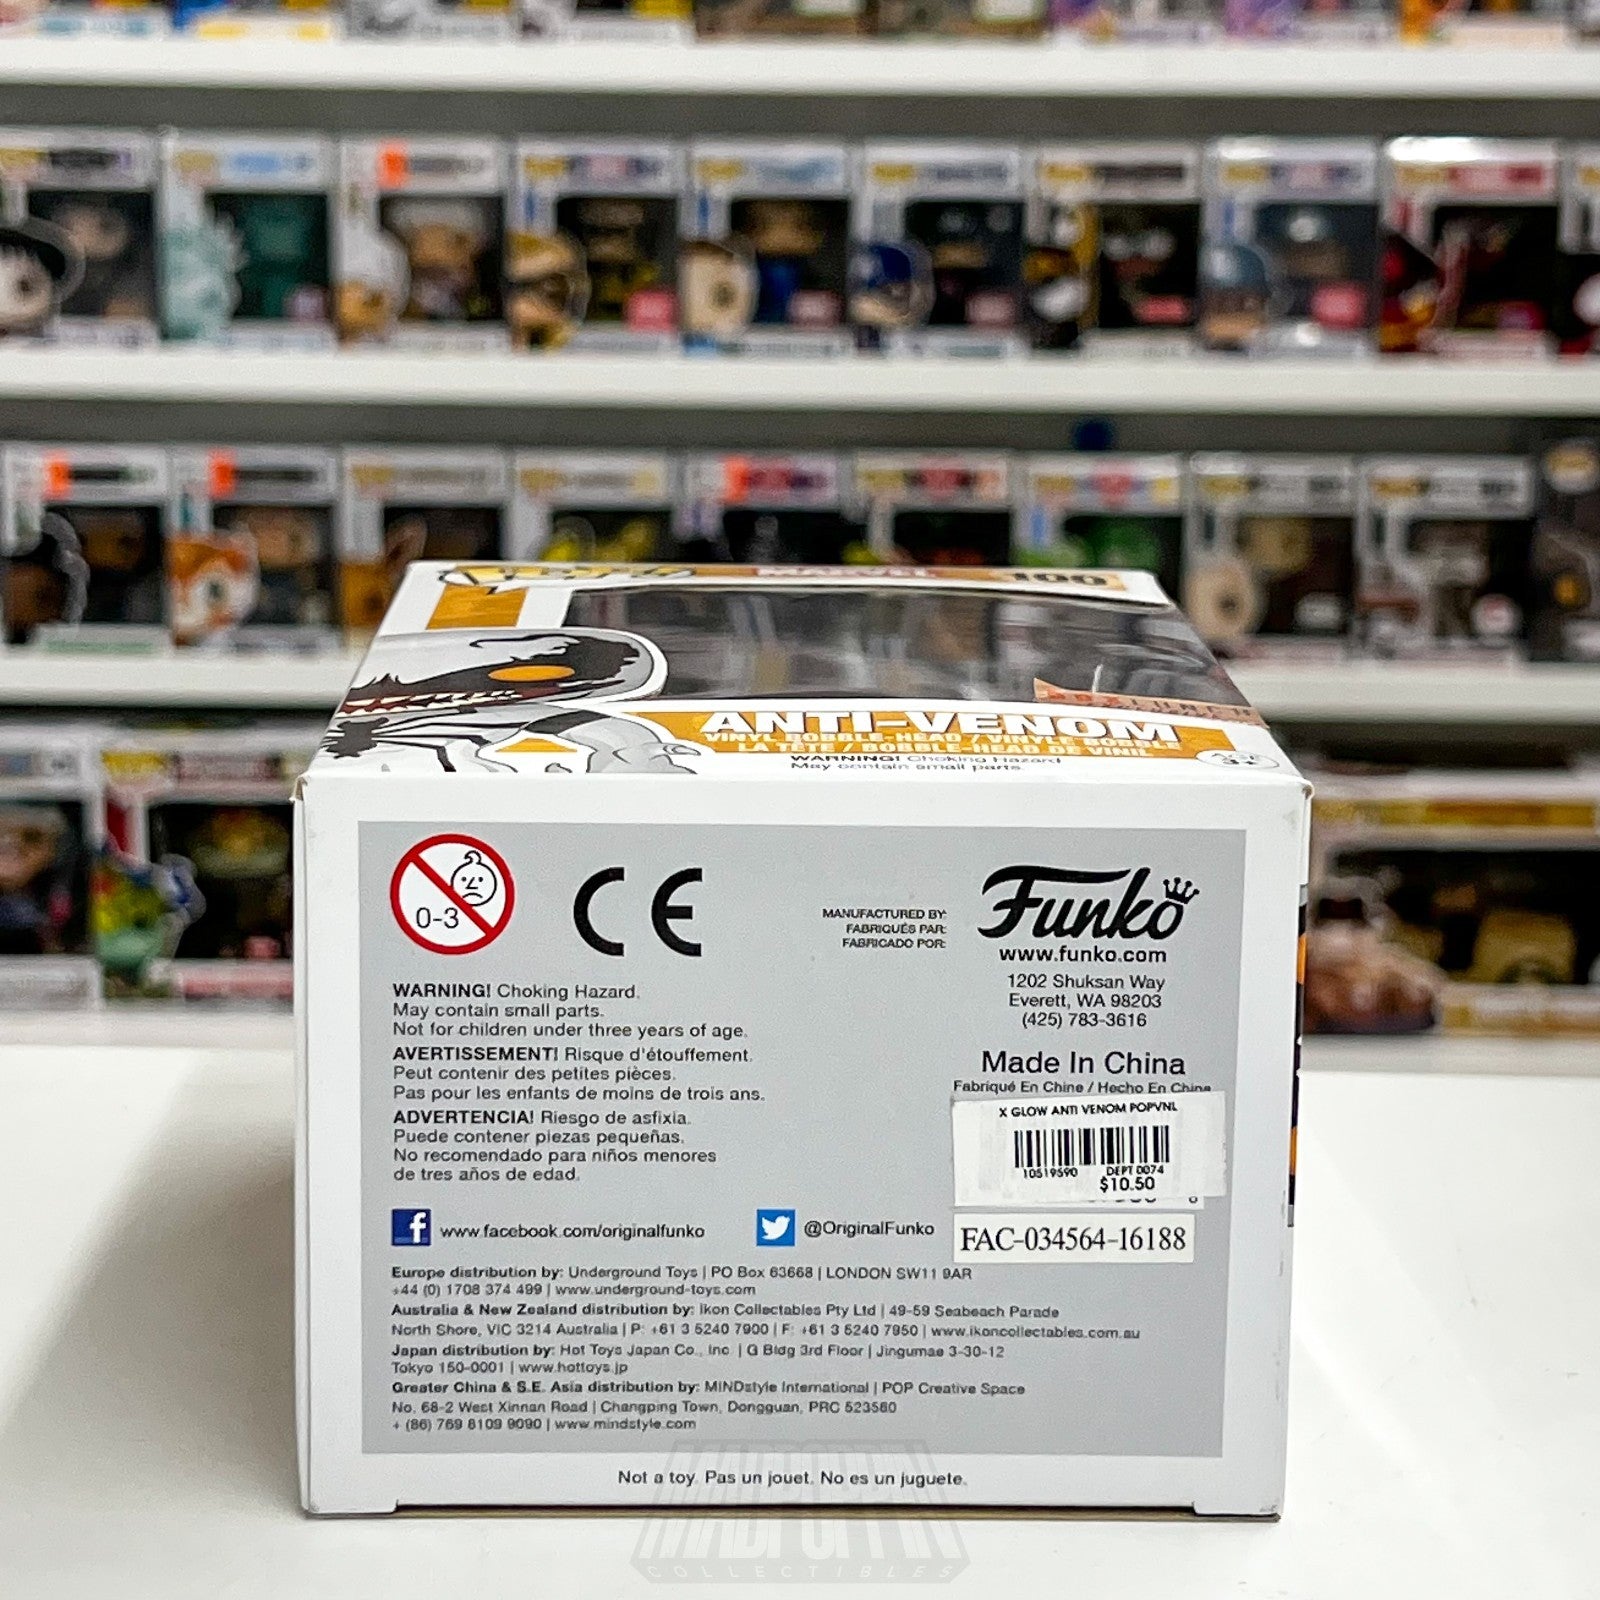 POP!
MARVEL
100
BOX LUNCH
ANTI-VENOM
VINYL BOBBLE-HEAD / VINYLE BOBBLE
LA TÊTE / BOBBLE-HEAD DE VINIL
WARNING! Choking Hazard
May contain small parts.
3+
0-3
CE
MANUFACTURED BY:
FABRIQUÉS PAR:
FABRICADO POR:
Funko
www.funko.com
1202 Shuksan Way
Everett, WA 98203
(425) 783-3616
Made In China
Fabriqué En Chine / Hecho En China
WARNING! Choking Hazard.
May contain small parts.
Not for children under three years of age.
AVERTISSEMENT! Risque d'étouffement.
Peut contenir des petites pièces.
Pas pour les enfants de moins de trois ans.
ADVERTENCIA! Riesgo de asfixia.
Puede contener piezas pequeñas.
No recomendado para niños menores
de tres años de edad.
X GLOW ANTI VENOM POPVNL
10519590 DEPT 0074
$10.50
www.facebook.com/originalfunko
@OriginalFunko
FAC-034564-16188
Europe distribution by: Underground Toys | PO Box 63668 | LONDON SW11 9AR
+44 (0) 1708 374 499 | www.underground-toys.com
Australia & New Zealand distribution by: Ikon Collectables Pty Ltd | 49-59 Seabeach Parade
North Shore, VIC 3214 Australia | P: +61 3 5240 7900 | F: +61 3 5240 7950 | www.ikoncollectables.com.au
Japan distribution by: Hot Toys Japan Co., Inc. | G Bldg 3rd Floor | Jingumae 3-30-12
Tokyo 150-0001 | www.hottoys.jp
Greater China & S.E. Asia distribution by: MINDstyle International | POP Creative Space
No. 68-2 West Xinnan Road | Changping Town, Dongguan, PRC 523560
+ (86) 769 8109 9090 | www.mindstyle.com
Not a toy. Pas un jouet. No es un juguete.
MADPOPPIN
COLLECTIBLES